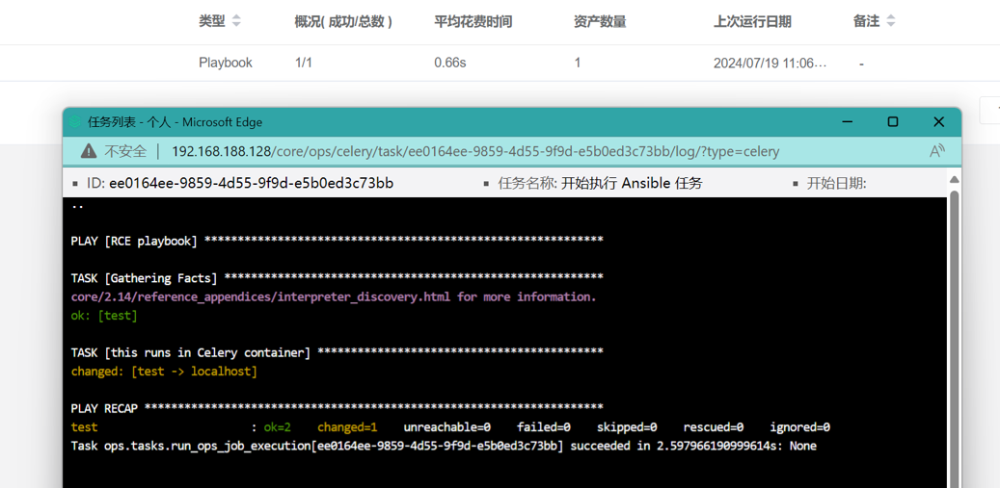 类型 概况( 成功/总数 ) 平均花费时间 资产数量 上次运行日期 备注
Playbook 1/1 0.66s 1 2024/07/19 11:06… -
任务列表 - 个人 - Microsoft Edge
不安全 192.168.188.128/core/ops/celery/task/ee0164ee-9859-4d55-9f9d-e5b0ed3c73bb/log/?type=celery
ID: ee0164ee-9859-4d55-9f9d-e5b0ed3c73bb 任务名称: 开始执行 Ansible 任务 开始日期:
..
PLAY [RCE playbook] ************************************************************
TASK [Gathering Facts] *********************************************************
core/2.14/reference_appendices/interpreter_discovery.html for more information.
ok: [test]
TASK [this runs in Celery container] *******************************************
changed: [test -> localhost]
PLAY RECAP *********************************************************************
test : ok=2 changed=1 unreachable=0 failed=0 skipped=0 rescued=0 ignored=0
Task ops.tasks.run_ops_job_execution[ee0164ee-9859-4d55-9f9d-e5b0ed3c73bb] succeeded in 2.597966190999614s: None